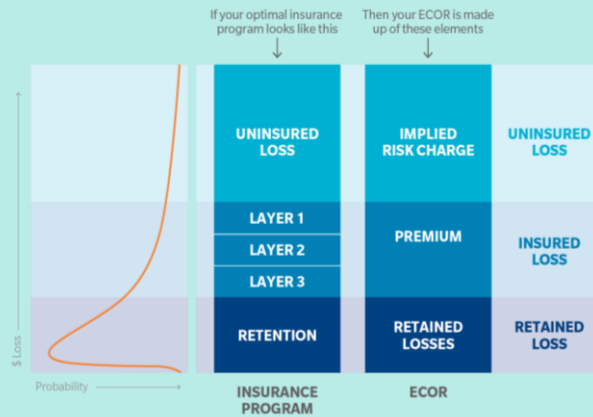 If your optimal insurance
program looks like this
Then your ECOR is made
up of these elements
UNINSURED
LOSS
IMPLIED
RISK CHARGE
UNINSURED
LOSS
LAYER 1
LAYER 2
LAYER 3
PREMIUM
INSURED
LOSS
RETENTION
RETAINED
LOSSES
RETAINED
LOSS
$ Loss
Probability
INSURANCE
PROGRAM
ECOR